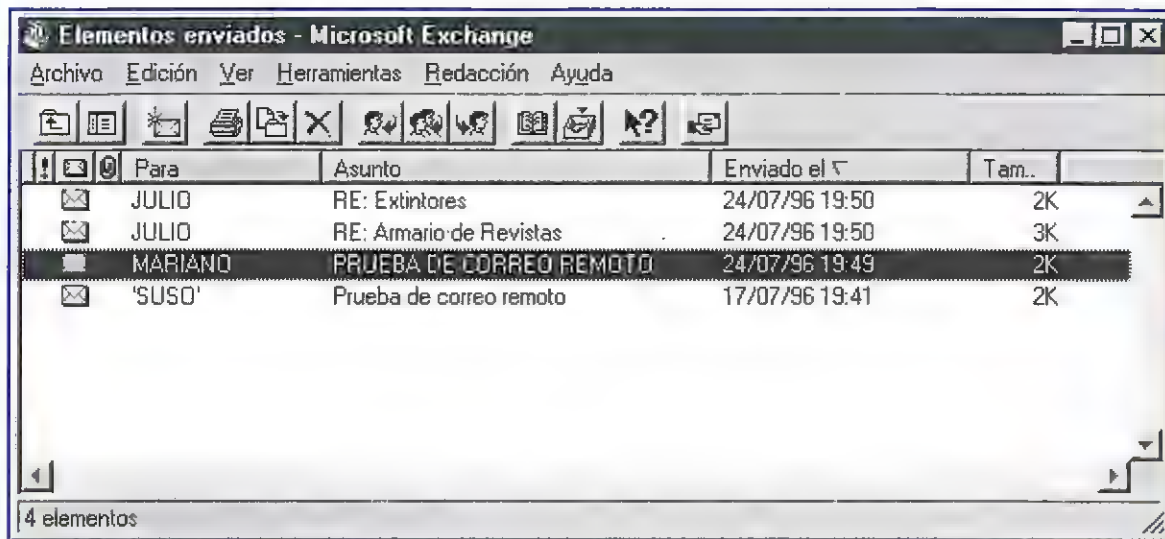 Elementos enviados - Microsoft Exchange
Archivo Edición Ver Herramientas Redacción Ayuda
! Para Asunto Enviado el Tam..
JULIO RE: Extintores 24/07/96 19:50 2K
JULIO RE: Armario de Revistas 24/07/96 19:50 3K
MARIANO PRUEBA DE CORREO REMOTO 24/07/96 19:49 2K
'SUSO' Prueba de correo remoto 17/07/96 19:41 2K
4 elementos